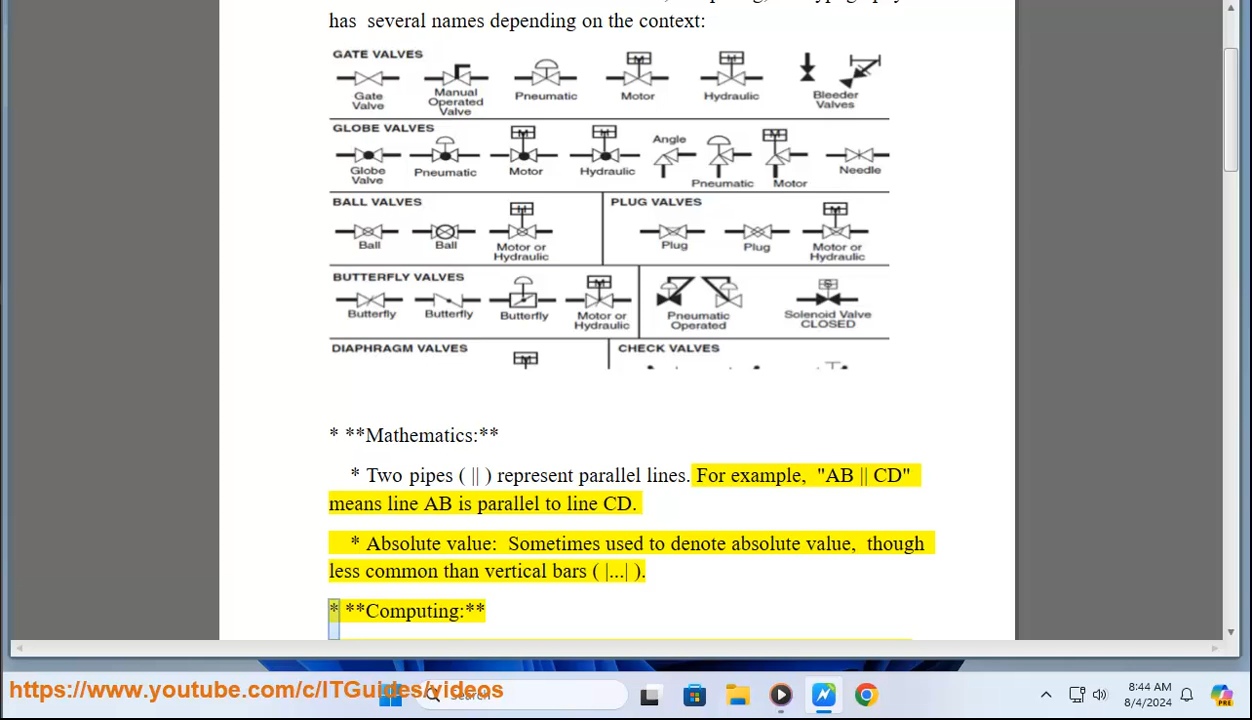 has several names depending on the context:
GATE VALVES
Gate Valve
Manual Operated Valve
Pneumatic
Motor
Hydraulic
Bleeder Valves
GLOBE VALVES
Globe Valve
Pneumatic
Motor
Hydraulic
Angle
Pneumatic
Motor
Needle
BALL VALVES
Ball
Ball
Motor or Hydraulic
PLUG VALVES
Plug
Plug
Motor or Hydraulic
BUTTERFLY VALVES
Butterfly
Butterfly
Butterfly
Motor or Hydraulic
Pneumatic Operated
Solenoid Valve CLOSED
DIAPHRAGM VALVES
CHECK VALVES
* **Mathematics:**
* Two pipes ( || ) represent parallel lines. For example, "AB || CD"
means line AB is parallel to line CD.
* Absolute value: Sometimes used to denote absolute value, though
less common than vertical bars ( |...| ).
* **Computing:**
https://www.youtube.com/c/ITGuides/videos
Search
8:44 AM
8/4/2024
PRE